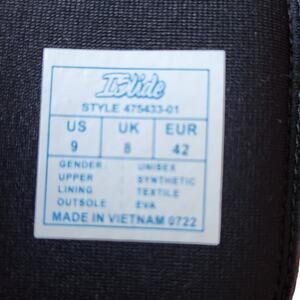 ISlide
STYLE 475433-01
US UK EUR
9 8 42
GENDER UNISEX
UPPER SYNTHETIC
LINING TEXTILE
OUTSOLE EVA
MADE IN VIETNAM 0722